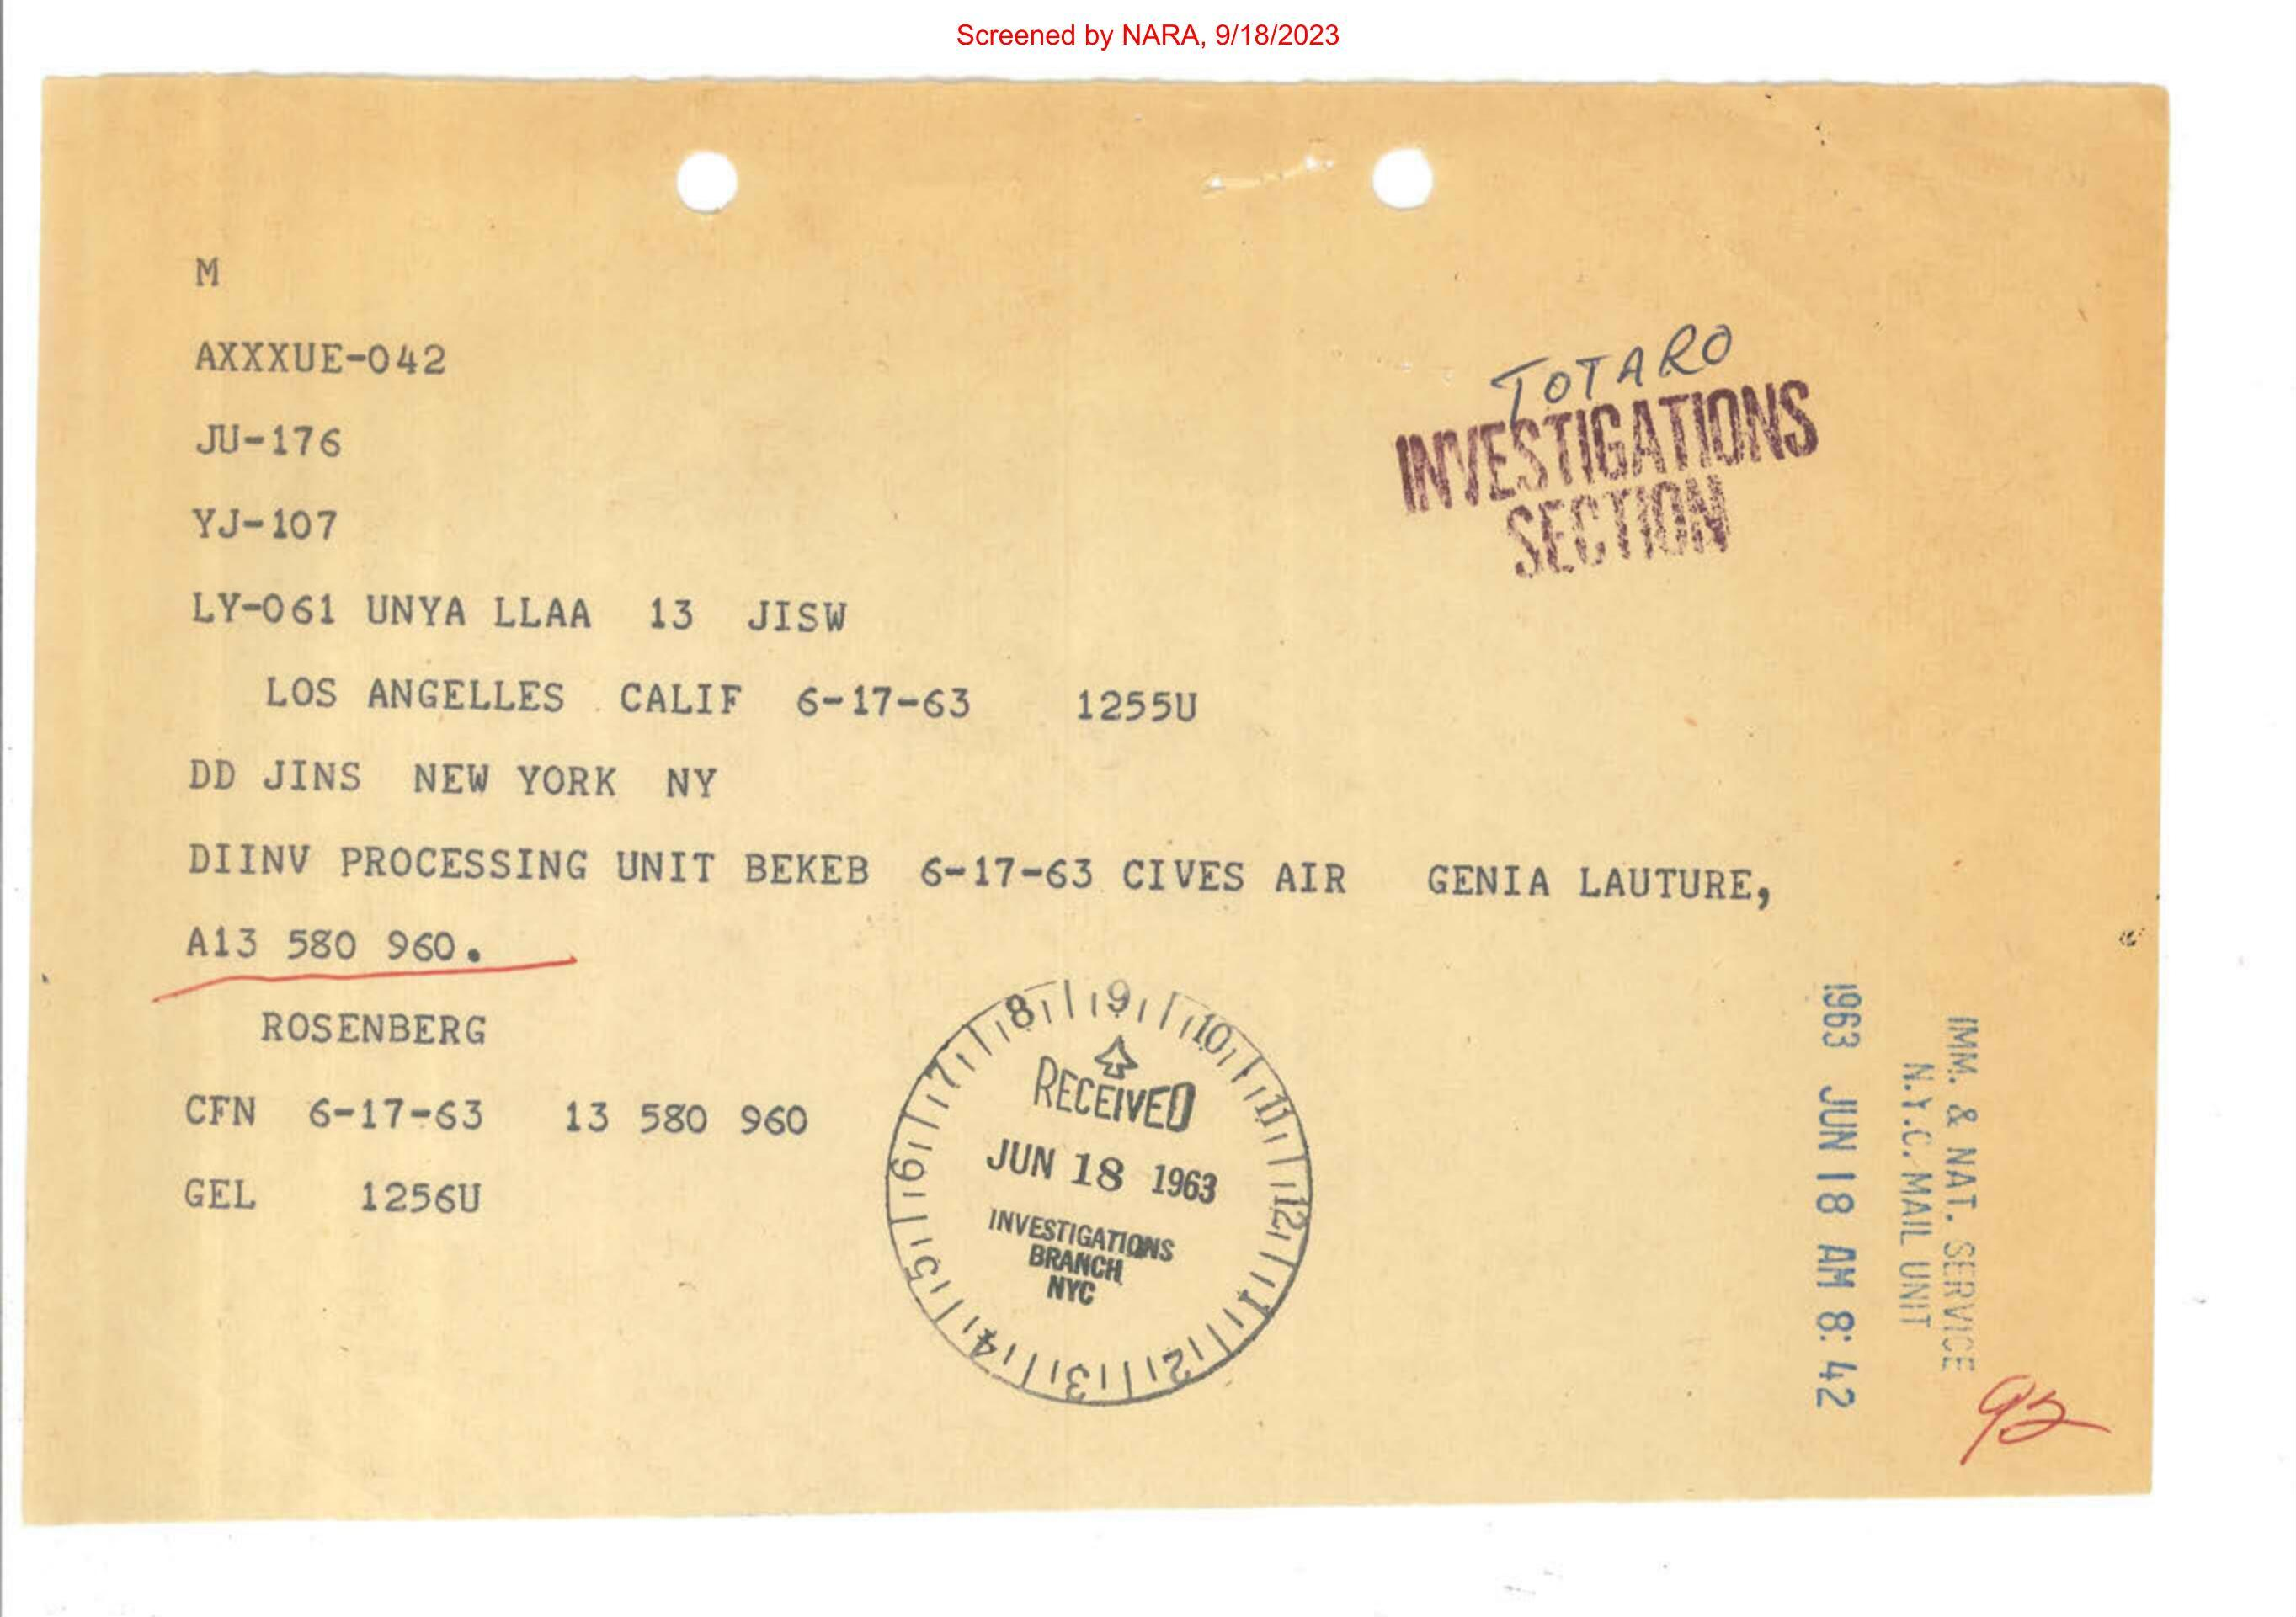 Screened by NARA, 9/18/2023
M
AXXXUE-042
JU-176
YJ-107
LY-061 UNYA LLAA 13 JISW
LOS ANGELLES CALIF 6-17-63 1255U
DD JINS NEW YORK NY
DIINV PROCESSING UNIT BEKEB 6-17-63 CIVES AIR GENIA LAUTURE,
A13 580 960.
ROSENBERG
CFN 6-17-63 13 580 960
GEL 1256U
TOTARO
INVESTIGATIONS
SECTION
8 9 10 11 12 1 2 3 4 5 6 7
RECEIVED
JUN 18 1963
INVESTIGATIONS
BRANCH
NYC
IMM. & NAT. SERVICE
N.Y.C. MAIL UNIT
1963 JUN 18 AM 8:42